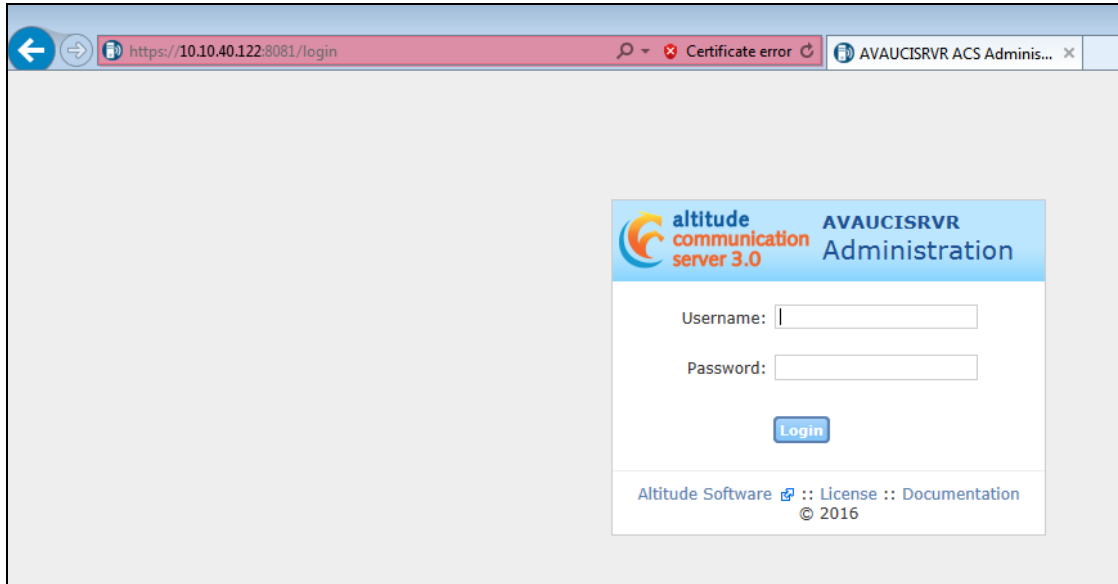 https://10.10.40.122:8081/login
Certificate error
AVAUCISRVR ACS Adminis...
altitude
communication
server 3.0
AVAUCISRVR
Administration
Username:
Password:
Login
Altitude Software :: License :: Documentation
© 2016